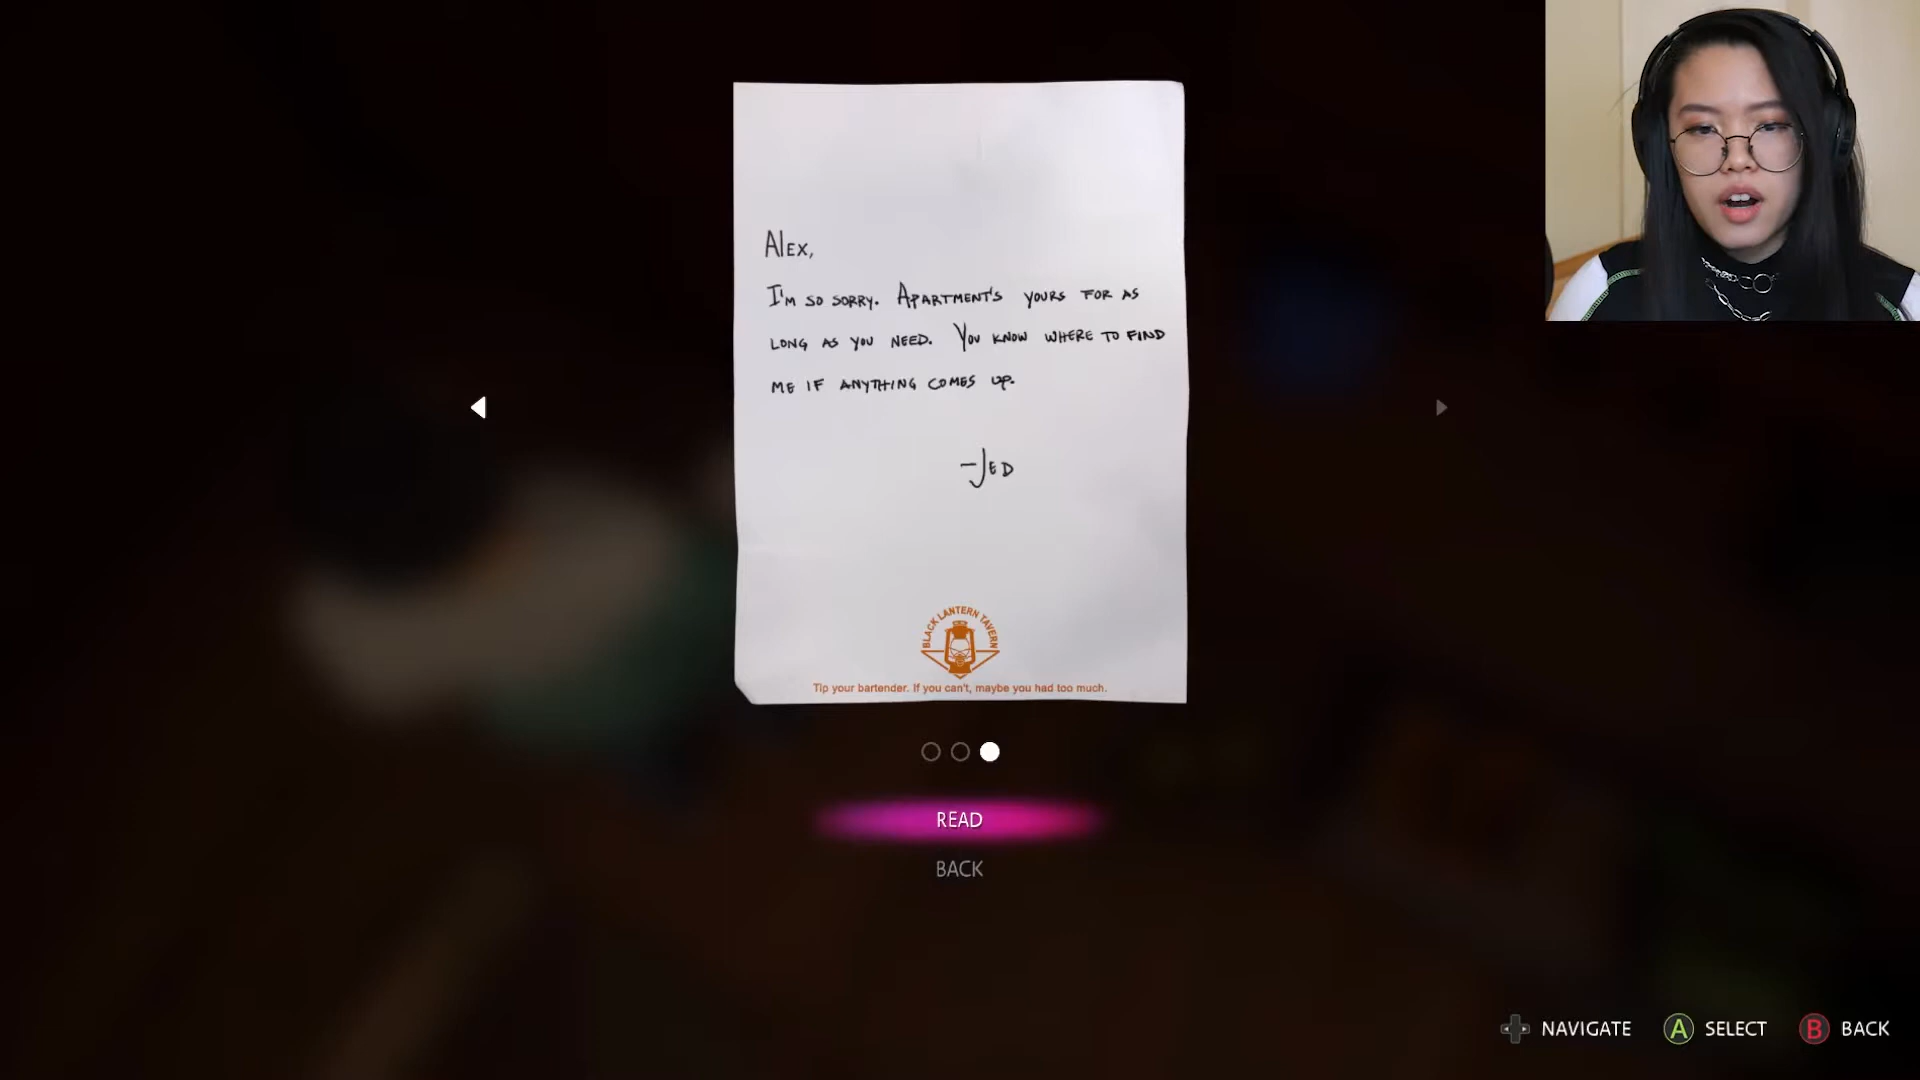 Alex,
I'm so sorry. Apartment's yours for as
long as you need. You know where to find
me if anything comes up.
-Jed
BLACK LANTERN TAVERN
Tip your bartender. If you can't, maybe you had too much.
READ
BACK
NAVIGATE A SELECT B BACK